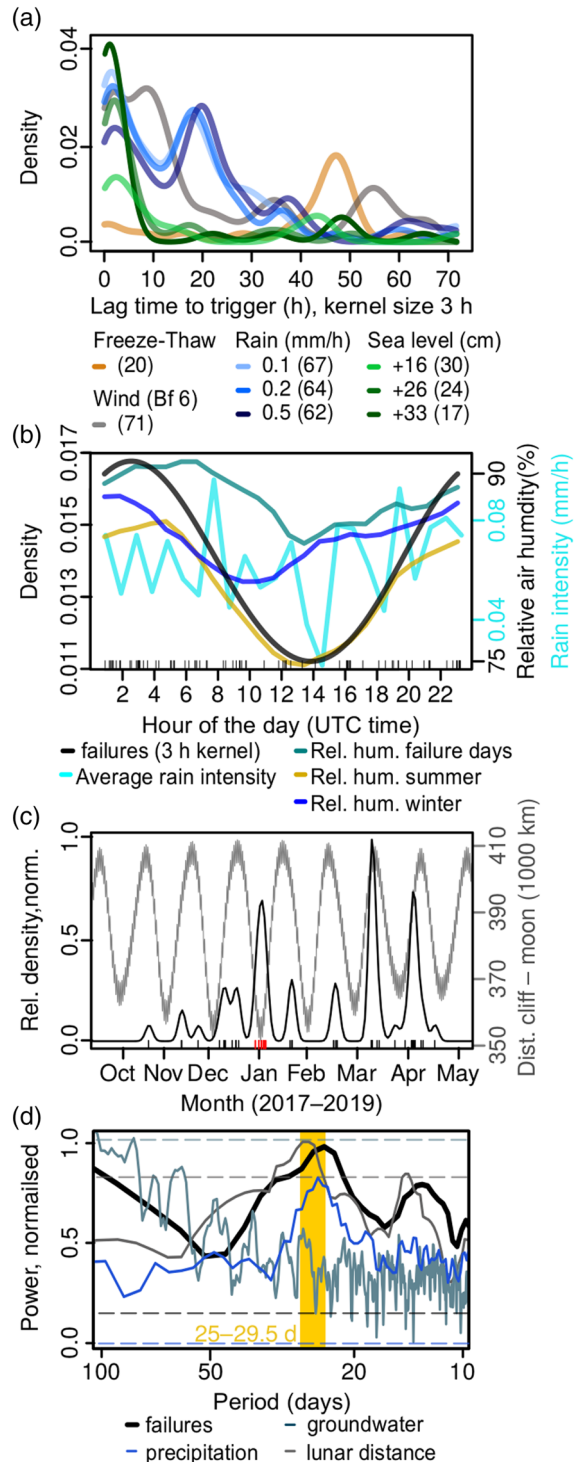 (a)
0.04
0.02
0.0
Density
0 10 20 30 40 50 60 70
Lag time to trigger (h), kernel size 3 h
Freeze-Thaw Rain (mm/h) Sea level (cm)
(20) 0.1 (67) +16 (30)
Wind (Bf 6) 0.2 (64) +26 (24)
(71) 0.5 (62) +33 (17)
(b)
0.017
0.015
0.013
0.011
Density
90
75
Relative air humdity(%)
0.08
0.04
Rain intensity (mm/h)
2 4 6 8 10 12 14 16 18 20 22
Hour of the day (UTC time)
failures (3 h kernel) Rel. hum. failure days
Average rain intensity Rel. hum. summer
Rel. hum. winter
(c)
1.0
0.5
0.0
Rel. density,norm.
410
390
370
350
Dist. cliff – moon (1000 km)
Oct Nov Dec Jan Feb Mar Apr May
Month (2017–2019)
(d)
1.0
0.5
0.0
Power, normailsed
25–29.5 d
100 50 20 10
Period (days)
failures groundwater
precipitation lunar distance